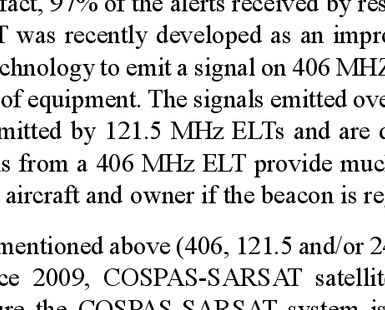 fact, 97% of the alerts received by res
T was recently developed as an impro
chnology to emit a signal on 406 MHZ
of equipment. The signals emitted ove
mitted by 121.5 MHz ELTs and are d
s from a 406 MHz ELT provide muc
aircraft and owner if the beacon is re
mentioned above (406, 121.5 and/or 24
ce 2009, COSPAS-SARSAT satellite
ure the COSPAS SARSAT system is